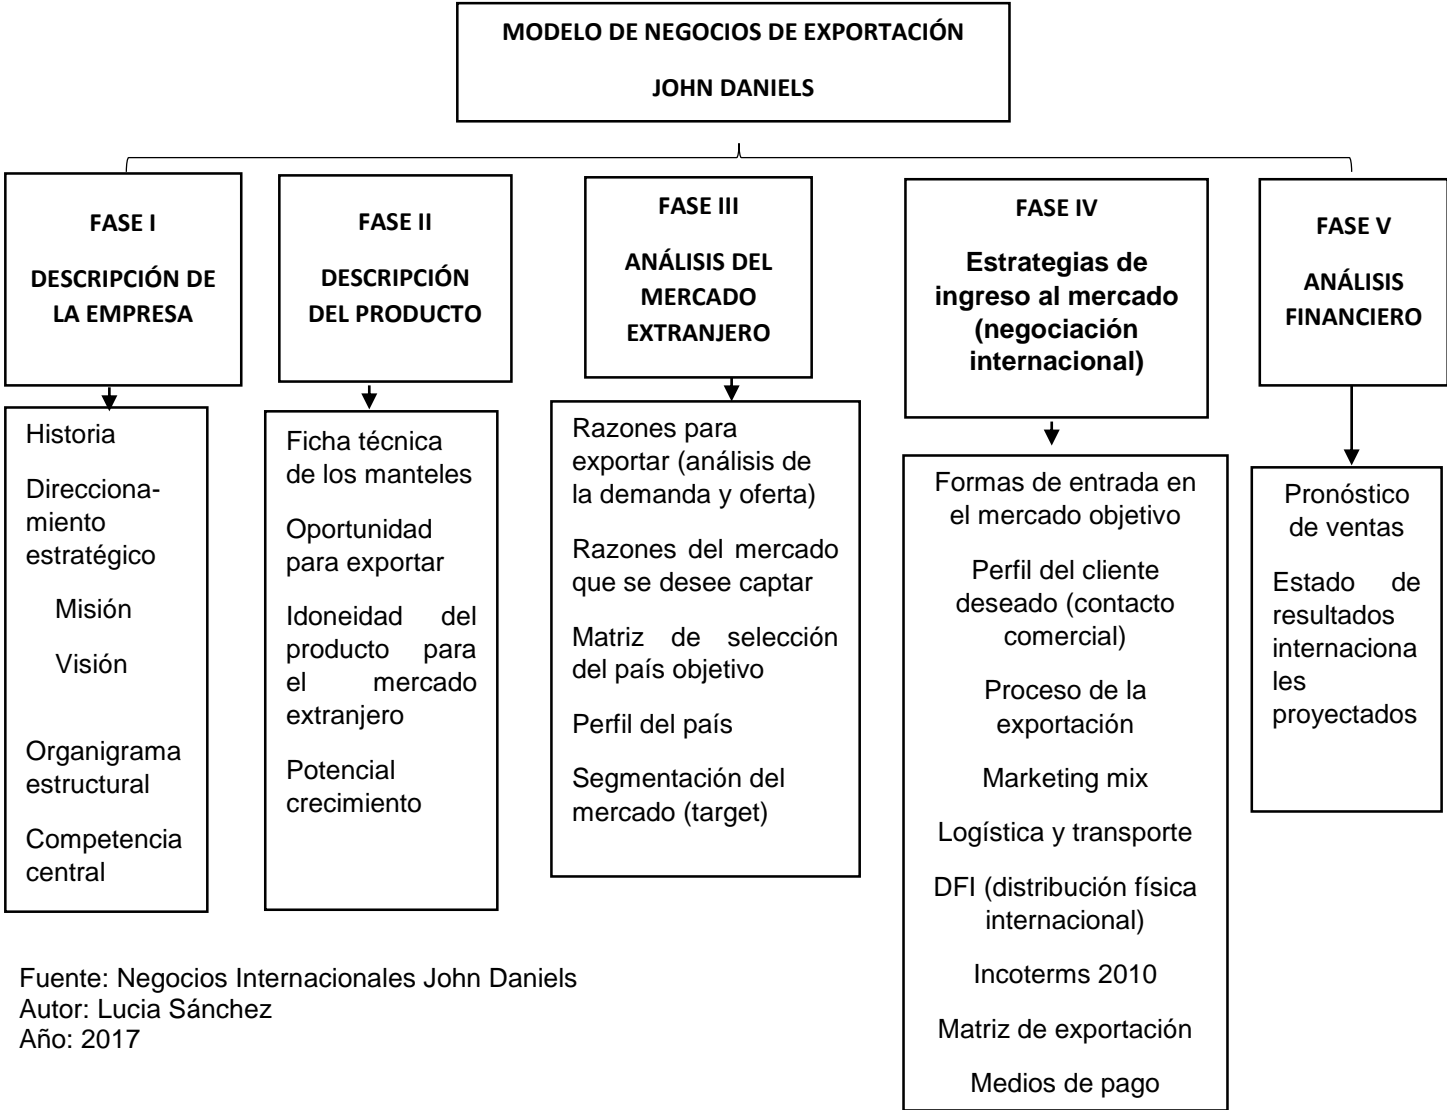 MODELO DE NEGOCIOS DE EXPORTACIÓN
JOHN DANIELS
FASE I
DESCRIPCIÓN DE
LA EMPRESA
Historia
Direcciona-
miento
estratégico
Misión
Visión
Organigrama
estructural
Competencia
central
FASE II
DESCRIPCIÓN
DEL PRODUCTO
Ficha técnica
de los manteles
Oportunidad
para exportar
Idoneidad del
producto para
el mercado
extranjero
Potencial
crecimiento
FASE III
ANÁLISIS DEL
MERCADO
EXTRANJERO
Razones para
exportar (análisis de
la demanda y oferta)
Razones del mercado
que se desee captar
Matriz de selección
del país objetivo
Perfil del país
Segmentación del
mercado (target)
FASE IV
Estrategias de
ingreso al mercado
(negociación
internacional)
Formas de entrada en
el mercado objetivo
Perfil del cliente
deseado (contacto
comercial)
Proceso de la
exportación
Marketing mix
Logística y transporte
DFI (distribución física
internacional)
Incoterms 2010
Matriz de exportación
Medios de pago
FASE V
ANÁLISIS
FINANCIERO
Pronóstico
de ventas
Estado de
resultados
internaciona
les
proyectados
Fuente: Negocios Internacionales John Daniels
Autor: Lucia Sánchez
Año: 2017